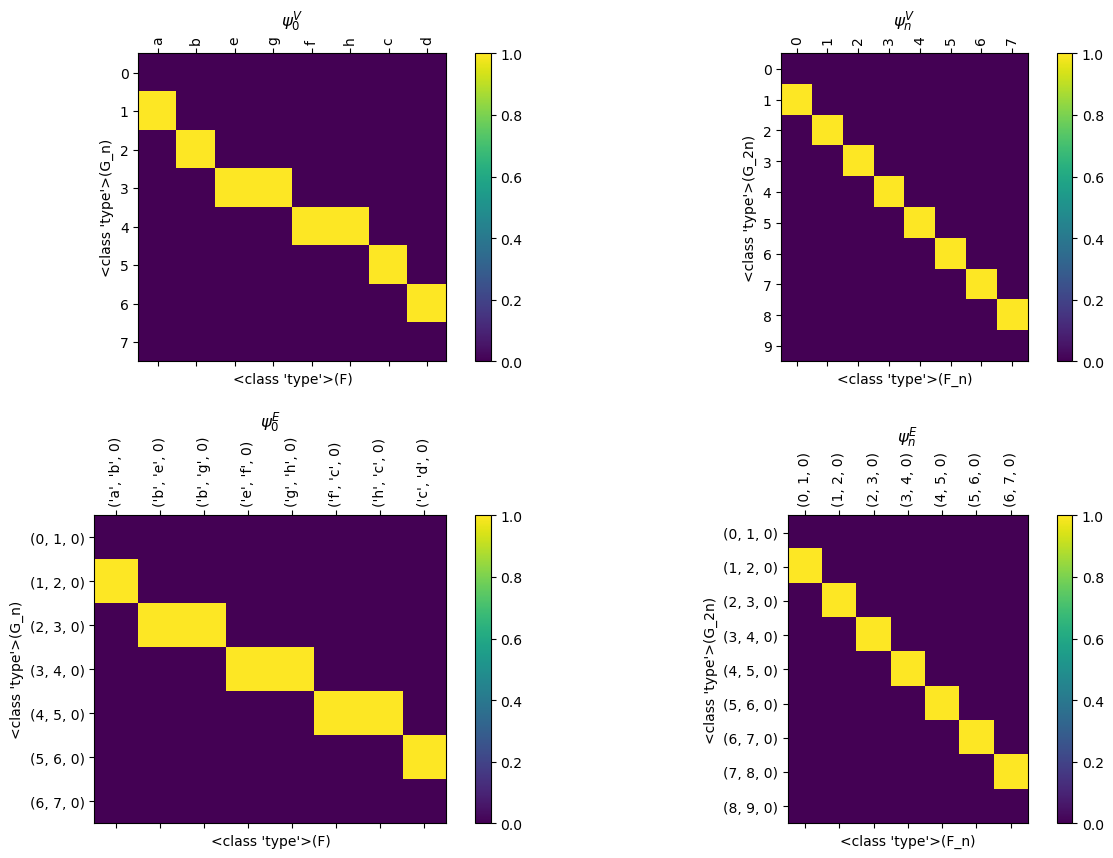 ψ_0^V
a b e g f h c d
<class 'type'>(G_n)
0
1
2
3
4
5
6
7
<class 'type'>(F)
1.0
0.8
0.6
0.4
0.2
0.0
ψ_n^V
0 1 2 3 4 5 6 7
<class 'type'>(G_2n)
0
1
2
3
4
5
6
7
8
9
<class 'type'>(F_n)
1.0
0.8
0.6
0.4
0.2
0.0
ψ_0^E
('a', 'b', 0)
('b', 'e', 0)
('b', 'g', 0)
('e', 'f', 0)
('g', 'h', 0)
('f', 'c', 0)
('h', 'c', 0)
('c', 'd', 0)
<class 'type'>(G_n)
(0, 1, 0)
(1, 2, 0)
(2, 3, 0)
(3, 4, 0)
(4, 5, 0)
(5, 6, 0)
(6, 7, 0)
<class 'type'>(F)
1.0
0.8
0.6
0.4
0.2
0.0
ψ_n^E
(0, 1, 0)
(1, 2, 0)
(2, 3, 0)
(3, 4, 0)
(4, 5, 0)
(5, 6, 0)
(6, 7, 0)
<class 'type'>(G_2n)
(0, 1, 0)
(1, 2, 0)
(2, 3, 0)
(3, 4, 0)
(4, 5, 0)
(5, 6, 0)
(6, 7, 0)
(7, 8, 0)
(8, 9, 0)
<class 'type'>(F_n)
1.0
0.8
0.6
0.4
0.2
0.0